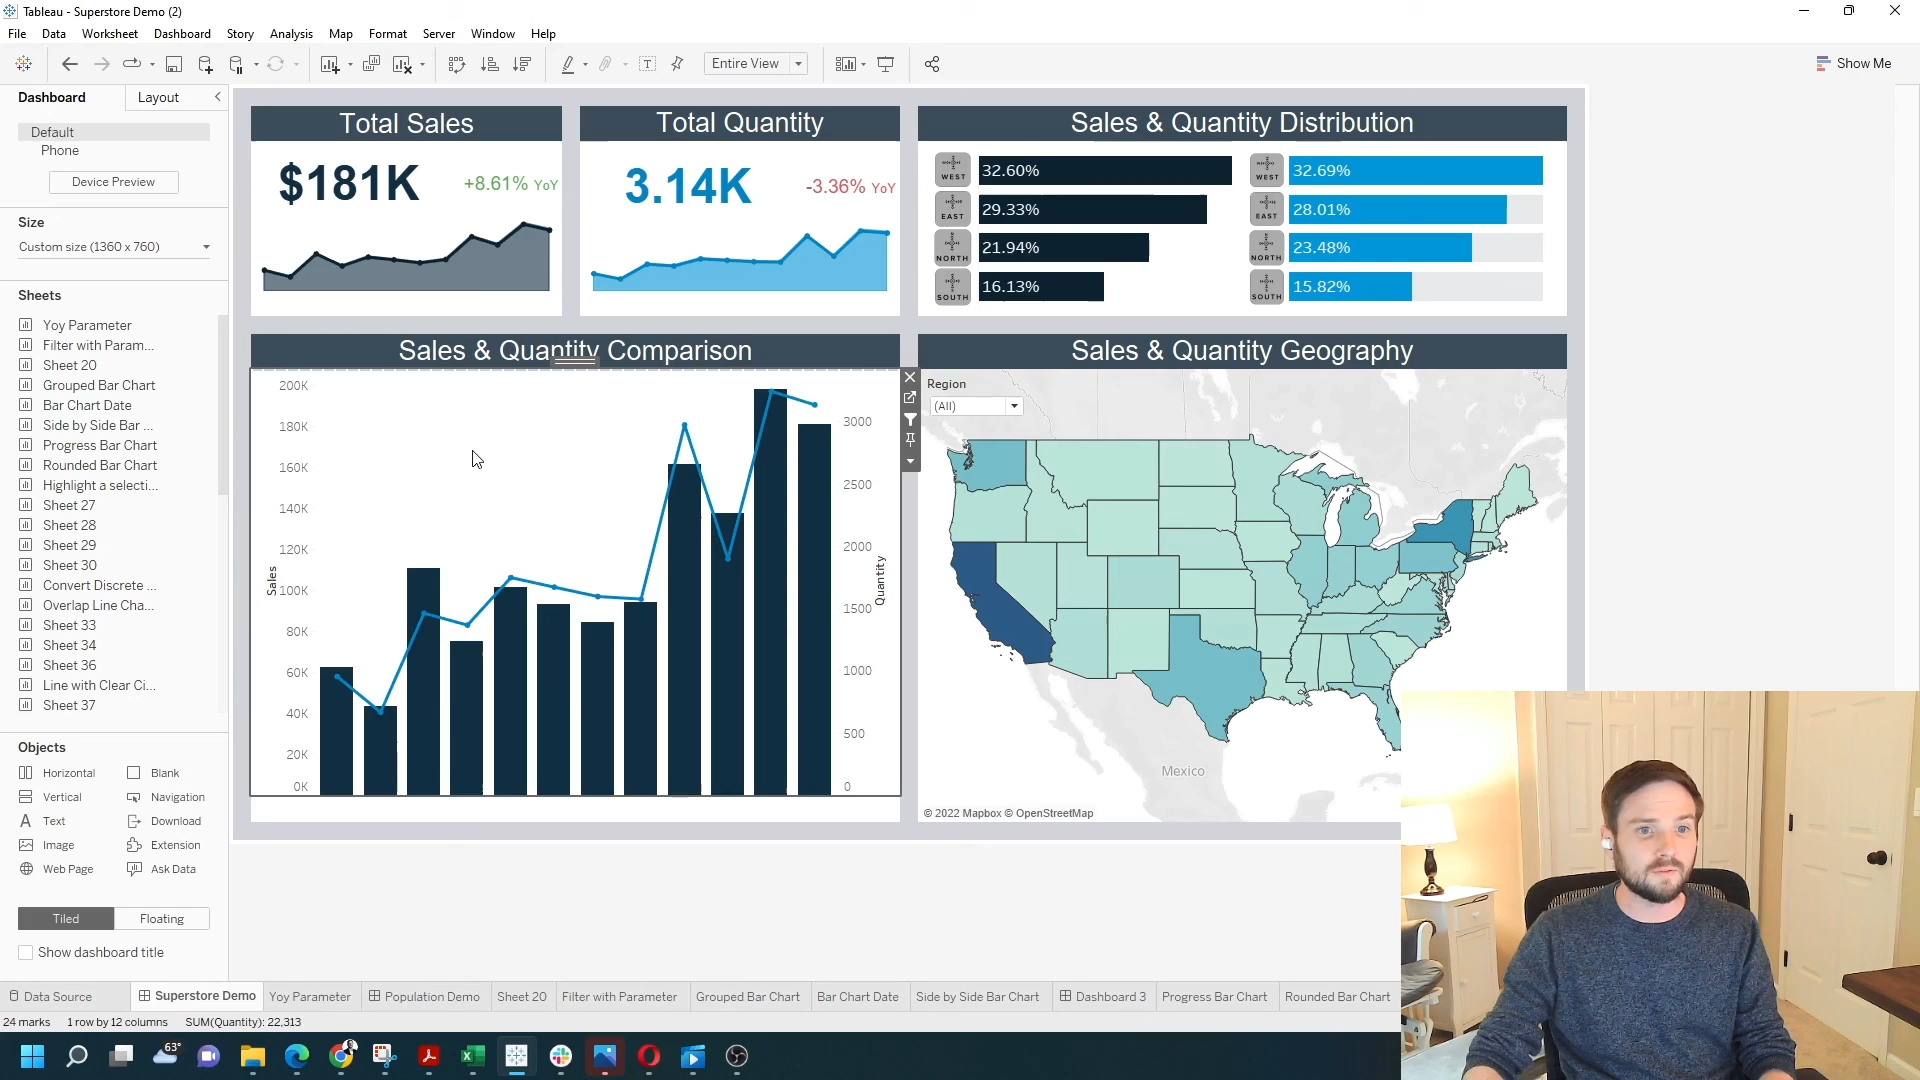 Tableau - Superstore Demo (2)
File Data Worksheet Dashboard Story Analysis Map Format Server Window Help
Entire View
Show Me
Dashboard Layout
Default
Phone
Device Preview
Size
Custom size (1360 x 760)
Sheets
Yoy Parameter
Filter with Param...
Sheet 20
Grouped Bar Chart
Bar Chart Date
Side by Side Bar ...
Progress Bar Chart
Rounded Bar Chart
Highlight a selecti...
Sheet 27
Sheet 28
Sheet 29
Sheet 30
Convert Discrete ...
Overlap Line Cha...
Sheet 33
Sheet 34
Sheet 36
Line with Clear Ci...
Sheet 37
Objects
Horizontal Blank
Vertical Navigation
Text Download
Image Extension
Web Page Ask Data
Tiled Floating
Show dashboard title
Total Sales
$181K +8.61% YoY
Total Quantity
3.14K -3.36% YoY
Sales & Quantity Distribution
WEST 32.60% WEST 32.69%
EAST 29.33% EAST 28.01%
NORTH 21.94% NORTH 23.48%
SOUTH 16.13% SOUTH 15.82%
Sales & Quantity Comparison
200K
180K
160K
140K
120K
100K
80K
60K
40K
20K
0K
Sales
3000
2500
2000
1500
1000
500
0
Quantity
Sales & Quantity Geography
Region
(All)
Mexico
© 2022 Mapbox © OpenStreetMap
Data Source Superstore Demo Yoy Parameter Population Demo Sheet 20 Filter with Parameter Grouped Bar Chart Bar Chart Date Side by Side Bar Chart Dashboard 3 Progress Bar Chart Rounded Bar Chart
24 marks 1 row by 12 columns SUM(Quantity): 22,313
63°